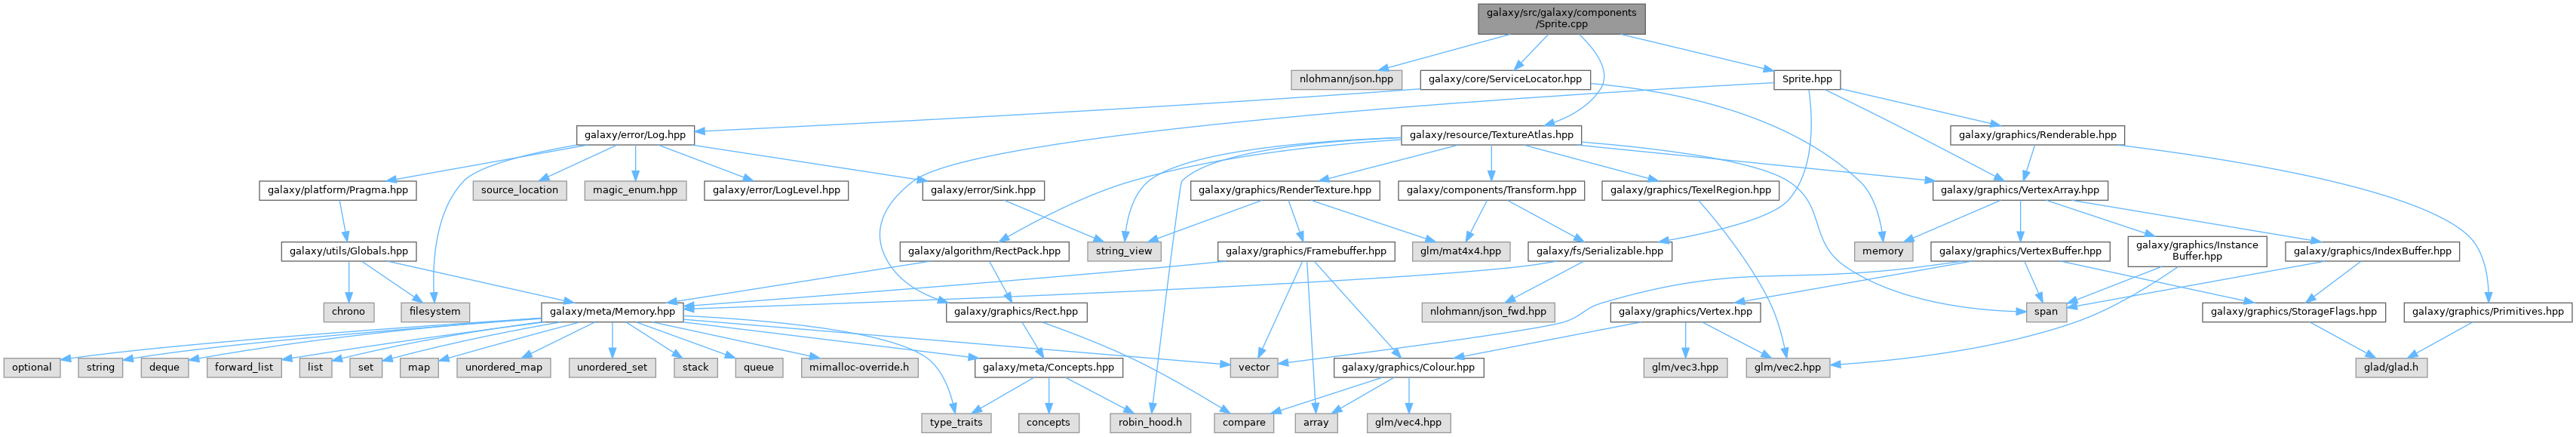 galaxy/src/galaxy/components
/Sprite.cpp
nlohmann/json.hpp
galaxy/core/ServiceLocator.hpp
Sprite.hpp
galaxy/error/Log.hpp
galaxy/resource/TextureAtlas.hpp
galaxy/graphics/Renderable.hpp
galaxy/platform/Pragma.hpp
source_location
magic_enum.hpp
galaxy/error/LogLevel.hpp
galaxy/error/Sink.hpp
galaxy/graphics/RenderTexture.hpp
galaxy/components/Transform.hpp
galaxy/graphics/TexelRegion.hpp
galaxy/graphics/VertexArray.hpp
galaxy/utils/Globals.hpp
string_view
galaxy/algorithm/RectPack.hpp
galaxy/graphics/Framebuffer.hpp
glm/mat4x4.hpp
galaxy/fs/Serializable.hpp
memory
galaxy/graphics/VertexBuffer.hpp
galaxy/graphics/Instance
Buffer.hpp
galaxy/graphics/IndexBuffer.hpp
chrono
filesystem
galaxy/meta/Memory.hpp
galaxy/graphics/Rect.hpp
nlohmann/json_fwd.hpp
galaxy/graphics/Vertex.hpp
span
galaxy/graphics/StorageFlags.hpp
galaxy/graphics/Primitives.hpp
optional
string
deque
forward_list
list
set
map
unordered_map
unordered_set
stack
queue
mimalloc-override.h
galaxy/meta/Concepts.hpp
vector
galaxy/graphics/Colour.hpp
glm/vec3.hpp
glm/vec2.hpp
glad/glad.h
type_traits
concepts
robin_hood.h
compare
array
glm/vec4.hpp